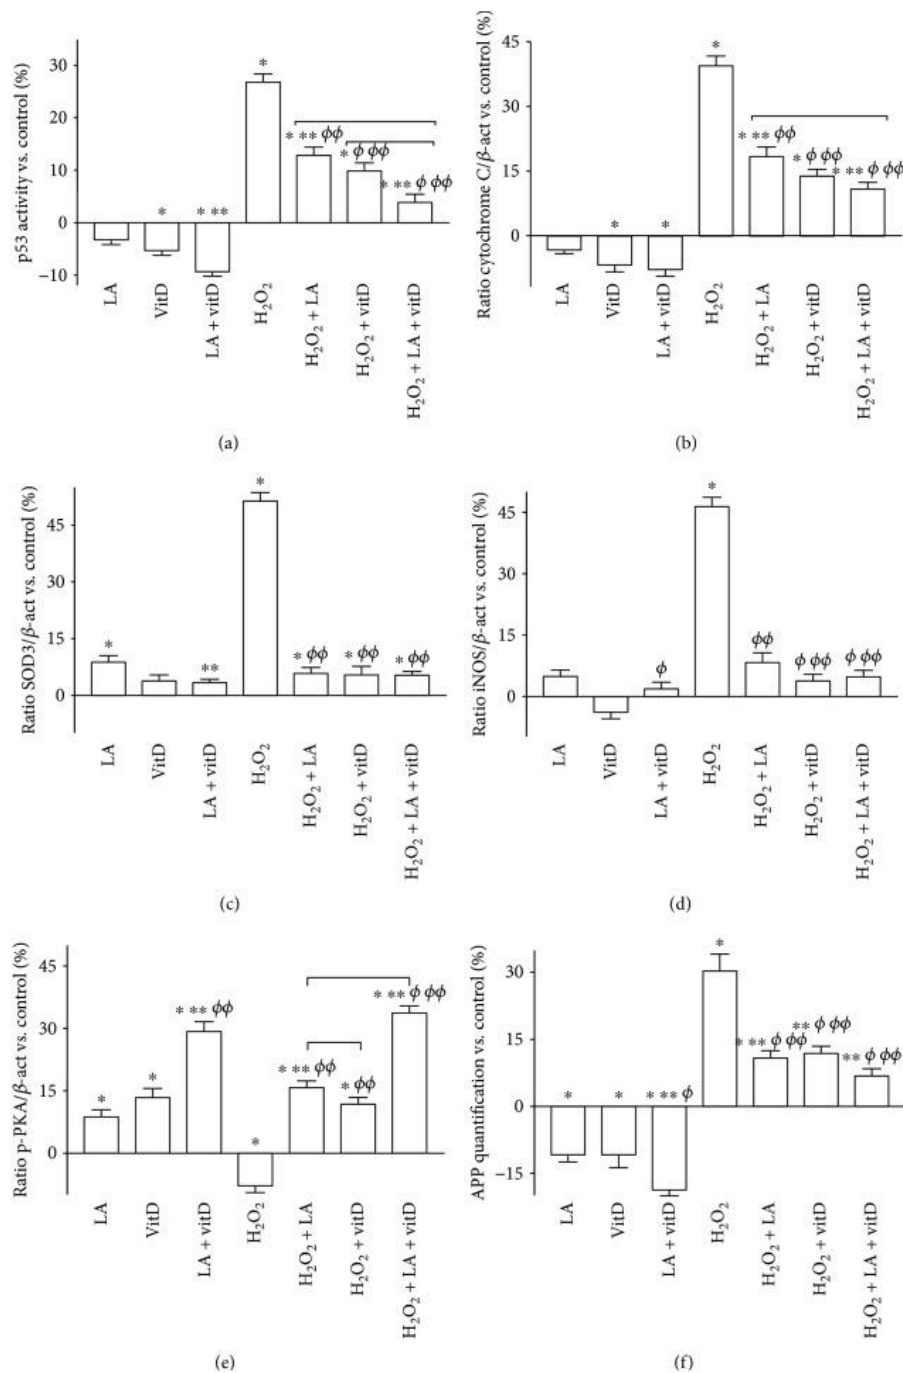 p53 activity vs. control (%)
30
20
10
0
−10
*
* **
*
* ** ϕϕ
* ϕ ϕϕ
* ** ϕ ϕϕ
LA
VitD
LA + vitD
H₂O₂
H₂O₂ + LA
H₂O₂ + vitD
H₂O₂ + LA + vitD
(a)
Ratio cytochrome C/β-act vs. control (%)
45
30
15
0
*
*
*
* ** ϕϕ
* ϕ ϕϕ
* ** ϕ ϕϕ
LA
VitD
LA + vitD
H₂O₂
H₂O₂ + LA
H₂O₂ + vitD
H₂O₂ + LA + vitD
(b)
Ratio SOD3/β-act vs. control (%)
45
30
15
0
*
**
*
* ϕϕ
* ϕϕ
* ϕϕ
LA
VitD
LA + vitD
H₂O₂
H₂O₂ + LA
H₂O₂ + vitD
H₂O₂ + LA + vitD
(c)
Ratio iNOS/β-act vs. control (%)
45
30
15
0
ϕ
*
ϕϕ
ϕ ϕϕ
ϕ ϕϕ
LA
VitD
LA + vitD
H₂O₂
H₂O₂ + LA
H₂O₂ + vitD
H₂O₂ + LA + vitD
(d)
Ratio p-PKA/β-act vs. control (%)
45
30
15
0
*
*
* ** ϕϕ
*
* ** ϕϕ
* ϕϕ
* ** ϕ ϕϕ
LA
VitD
LA + vitD
H₂O₂
H₂O₂ + LA
H₂O₂ + vitD
H₂O₂ + LA + vitD
(e)
APP quantification vs. control (%)
30
15
0
−15
*
*
* ** ϕ
*
* ** ϕ ϕϕ
** ϕ ϕϕ
** ϕ ϕϕ
LA
VitD
LA + vitD
H₂O₂
H₂O₂ + LA
H₂O₂ + vitD
H₂O₂ + LA + vitD
(f)